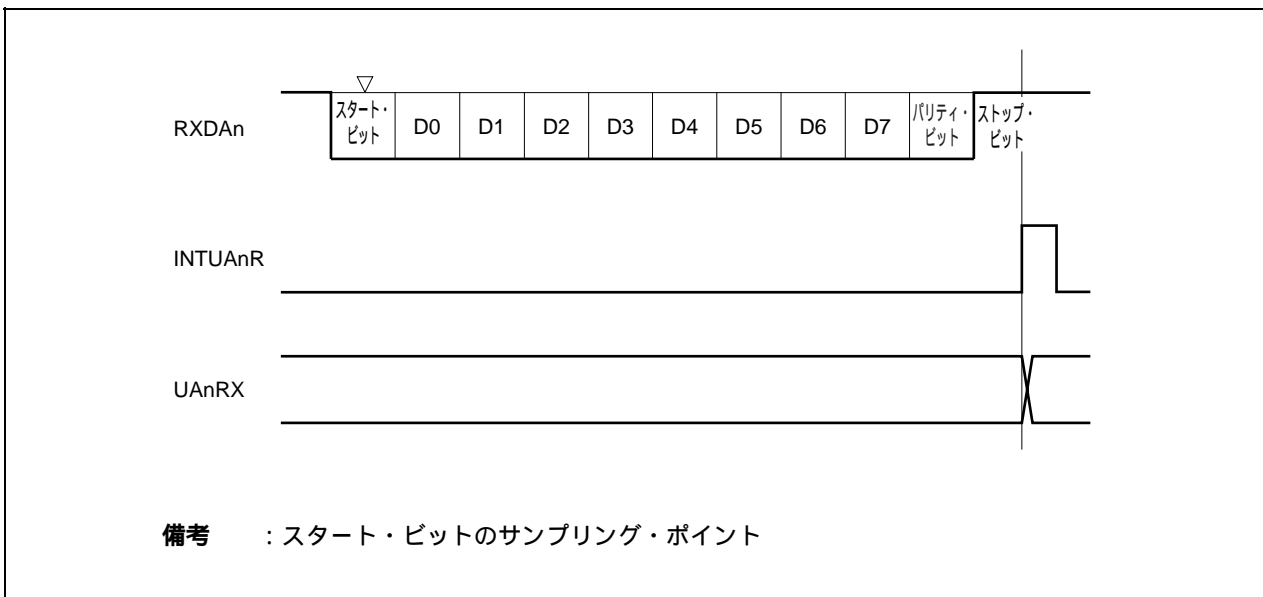 ▽
RXDAn
スタート・
ビット
D0 D1 D2 D3 D4 D5 D6 D7
パリティ・
ビット
ストップ・
ビット
INTUAnR
UAnRX
備考 : スタート・ビットのサンプリング・ポイント